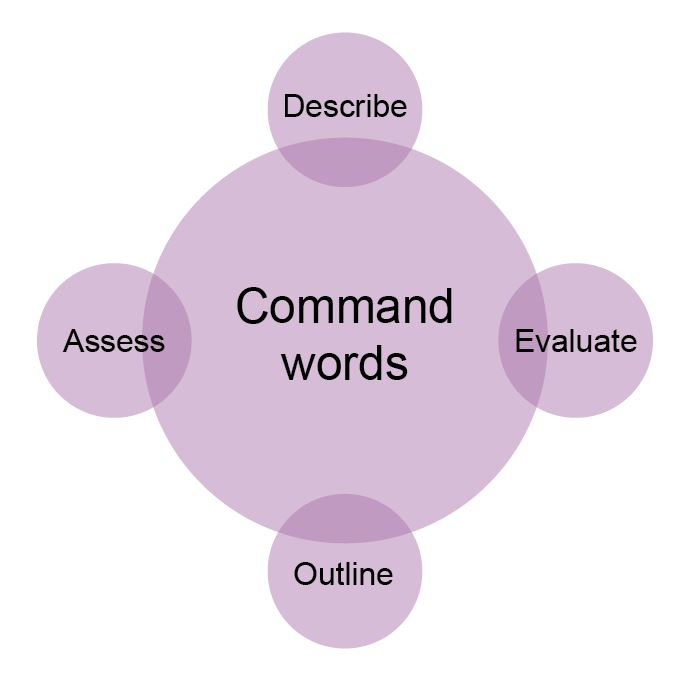 Describe
Command
words
Assess
Evaluate
Outline